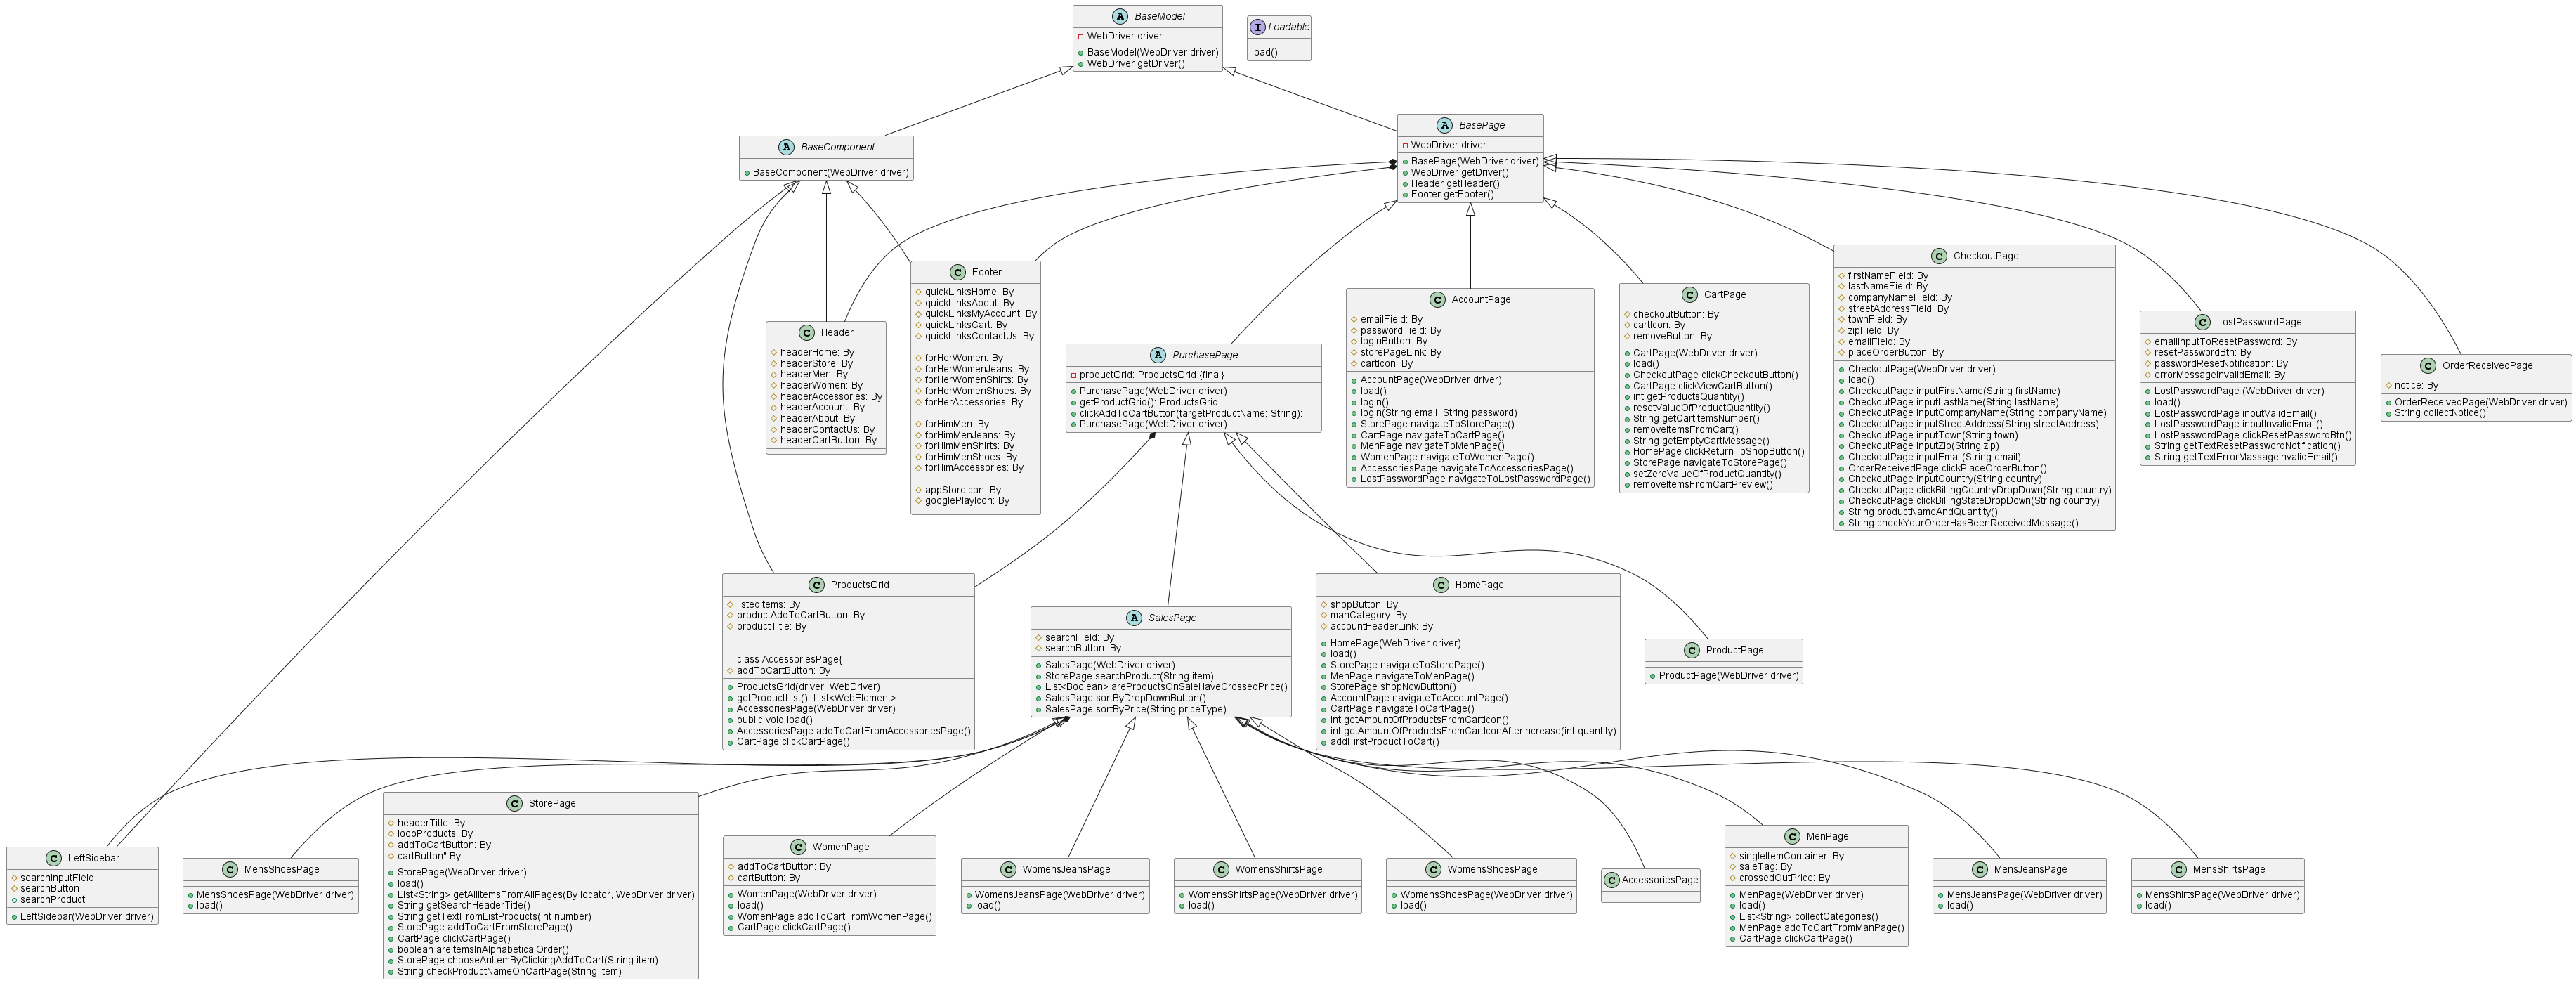 A BaseModel
WebDriver driver
BaseModel(WebDriver driver)
WebDriver getDriver()
I Loadable
load();
A BaseComponent
BaseComponent(WebDriver driver)
A BasePage
WebDriver driver
BasePage(WebDriver driver)
WebDriver getDriver()
Header getHeader()
Footer getFooter()
C Header
headerHome: By
headerStore: By
headerMen: By
headerWomen: By
headerAccessories: By
headerAccount: By
headerAbout: By
headerContactUs: By
headerCartButton: By
C Footer
quickLinksHome: By
quickLinksAbout: By
quickLinksMyAccount: By
quickLinksCart: By
quickLinksContactUs: By
forHerWomen: By
forHerWomenJeans: By
forHerWomenShirts: By
forHerWomenShoes: By
forHerAccessories: By
forHimMen: By
forHimMenJeans: By
forHimMenShirts: By
forHimMenShoes: By
forHimAccessories: By
appStoreIcon: By
googlePlayIcon: By
A PurchasePage
productGrid: ProductsGrid {final}
PurchasePage(WebDriver driver)
getProductGrid(): ProductsGrid
clickAddToCartButton(targetProductName: String): T |
PurchasePage(WebDriver driver)
C AccountPage
emailField: By
passwordField: By
loginButton: By
storePageLink: By
cartIcon: By
AccountPage(WebDriver driver)
load()
logIn()
logIn(String email, String password)
StorePage navigateToStorePage()
CartPage navigateToCartPage()
MenPage navigateToMenPage()
WomenPage navigateToWomenPage()
AccessoriesPage navigateToAccessoriesPage()
LostPasswordPage navigateToLostPasswordPage()
C CartPage
checkoutButton: By
cartIcon: By
removeButton: By
CartPage(WebDriver driver)
load()
CheckoutPage clickCheckoutButton()
CartPage clickViewCartButton()
int getProductsQuantity()
resetValueOfProductQuantity()
String getCartItemsNumber()
removeItemsFromCart()
String getEmptyCartMessage()
HomePage clickReturnToShopButton()
StorePage navigateToStorePage()
setZeroValueOfProductQuantity()
removeItemsFromCartPreview()
C CheckoutPage
firstNameField: By
lastNameField: By
companyNameField: By
streetAddressField: By
townField: By
zipField: By
emailField: By
placeOrderButton: By
CheckoutPage(WebDriver driver)
load()
CheckoutPage inputFirstName(String firstName)
CheckoutPage inputLastName(String lastName)
CheckoutPage inputCompanyName(String companyName)
CheckoutPage inputStreetAddress(String streetAddress)
CheckoutPage inputTown(String town)
CheckoutPage inputZip(String zip)
CheckoutPage inputEmail(String email)
OrderReceivedPage clickPlaceOrderButton()
CheckoutPage inputCountry(String country)
CheckoutPage clickBillingCountryDropDown(String country)
CheckoutPage clickBillingStateDropDown(String country)
String productNameAndQuantity()
String checkYourOrderHasBeenReceivedMessage()
C LostPasswordPage
emailInputToResetPassword: By
resetPasswordBtn: By
passwordResetNotification: By
errorMessageInvalidEmail: By
LostPasswordPage (WebDriver driver)
load()
LostPasswordPage inputValidEmail()
LostPasswordPage inputInvalidEmail()
LostPasswordPage clickResetPasswordBtn()
String getTextResetPasswordNotification()
String getTextErrorMassageInvalidEmail()
C OrderReceivedPage
notice: By
OrderReceivedPage(WebDriver driver)
String collectNotice()
C ProductsGrid
listedItems: By
productAddToCartButton: By
productTitle: By
class AccessoriesPage{
addToCartButton: By
ProductsGrid(driver: WebDriver)
getProductList(): List<WebElement>
AccessoriesPage(WebDriver driver)
public void load()
AccessoriesPage addToCartFromAccessoriesPage()
CartPage clickCartPage()
A SalesPage
searchField: By
searchButton: By
SalesPage(WebDriver driver)
StorePage searchProduct(String item)
List<Boolean> areProductsOnSaleHaveCrossedPrice()
SalesPage sortByDropDownButton()
SalesPage sortByPrice(String priceType)
C HomePage
shopButton: By
manCategory: By
accountHeaderLink: By
HomePage(WebDriver driver)
load()
StorePage navigateToStorePage()
MenPage navigateToMenPage()
StorePage shopNowButton()
AccountPage navigateToAccountPage()
CartPage navigateToCartPage()
int getAmountOfProductsFromCartIcon()
int getAmountOfProductsFromCartIconAfterIncrease(int quantity)
addFirstProductToCart()
C ProductPage
ProductPage(WebDriver driver)
C LeftSidebar
searchInputField
searchButton
searchProduct
LeftSidebar(WebDriver driver)
C MensShoesPage
MensShoesPage(WebDriver driver)
load()
C StorePage
headerTitle: By
loopProducts: By
addToCartButton: By
cartButton" By
StorePage(WebDriver driver)
load()
List<String> getAllItemsFromAllPages(By locator, WebDriver driver)
String getSearchHeaderTitle()
String getTextFromListProducts(int number)
StorePage addToCartFromStorePage()
CartPage clickCartPage()
boolean areItemsInAlphabeticalOrder()
StorePage chooseAnItemByClickingAddToCart(String item)
String checkProductNameOnCartPage(String item)
C WomenPage
addToCartButton: By
cartButton: By
WomenPage(WebDriver driver)
load()
WomenPage addToCartFromWomenPage()
CartPage clickCartPage()
C WomensJeansPage
WomensJeansPage(WebDriver driver)
load()
C WomensShirtsPage
WomensShirtsPage(WebDriver driver)
load()
C WomensShoesPage
WomensShoesPage(WebDriver driver)
load()
C AccessoriesPage
C MenPage
singleItemContainer: By
saleTag: By
crossedOutPrice: By
MenPage(WebDriver driver)
load()
List<String> collectCategories()
MenPage addToCartFromManPage()
CartPage clickCartPage()
C MensJeansPage
MensJeansPage(WebDriver driver)
load()
C MensShirtsPage
MensShirtsPage(WebDriver driver)
load()